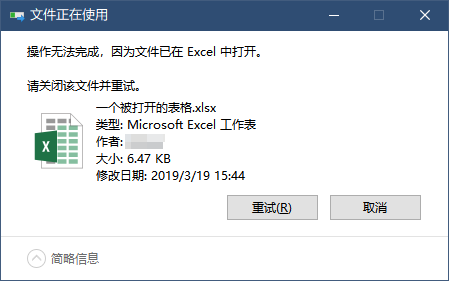 文件正在使用
操作无法完成，因为文件已在 Excel 中打开。
请关闭该文件并重试。
一个被打开的表格.xlsx
类型: Microsoft Excel 工作表
作者:
大小: 6.47 KB
修改日期: 2019/3/19 15:44
重试(R)
取消
简略信息